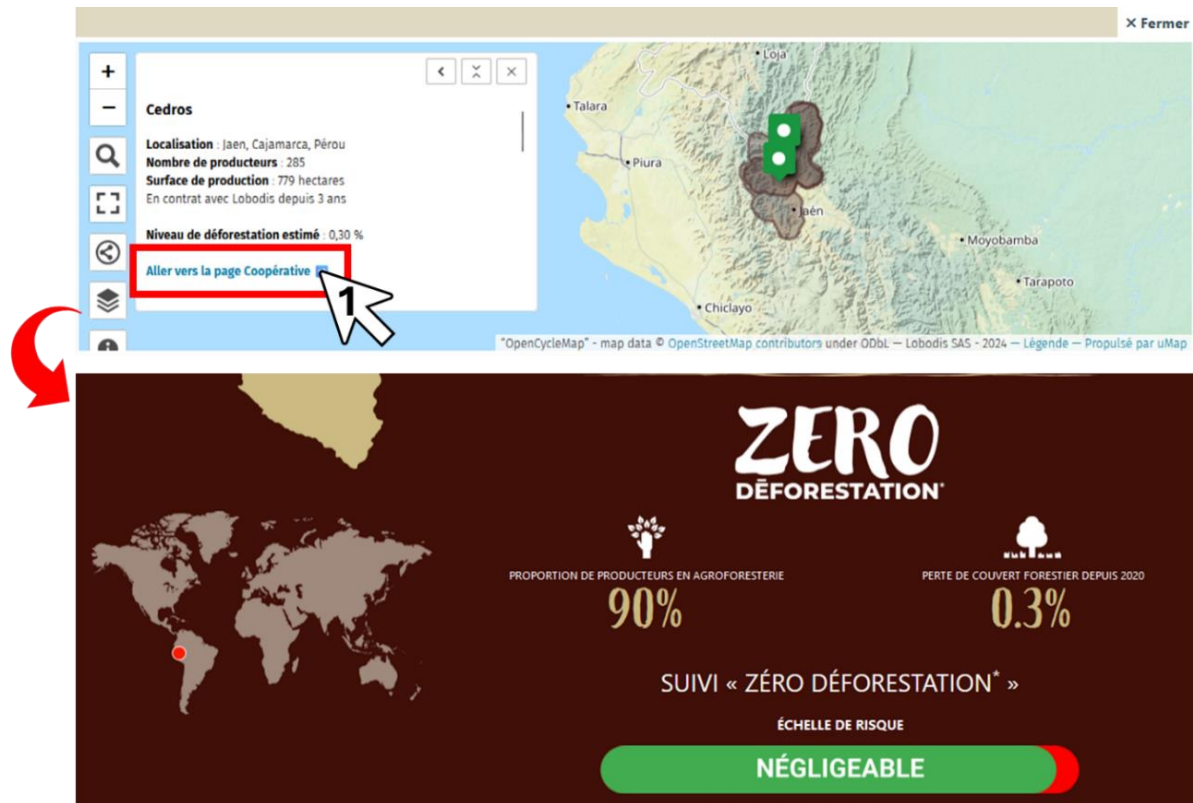 × Fermer
+
−
Cedros
Localisation : Jaen, Cajamarca, Pérou
Nombre de producteurs : 285
Surface de production : 779 hectares
En contrat avec Lobodis depuis 3 ans
Niveau de déforestation estimé : 0,30 %
Aller vers la page Coopérative
1
Loja
Talara
Piura
Jaén
Moyobamba
Tarapoto
Chiclayo
"OpenCycleMap" - map data © OpenStreetMap contributors under ODbL — Lobodis SAS - 2024 — Légende — Propulsé par uMap
ZERO
DĒFORESTATION*
PROPORTION DE PRODUCTEURS EN AGROFORESTERIE
90%
PERTE DE COUVERT FORESTIER DEPUIS 2020
0.3%
SUIVI « ZÉRO DÉFORESTATION* »
ÉCHELLE DE RISQUE
NÉGLIGEABLE